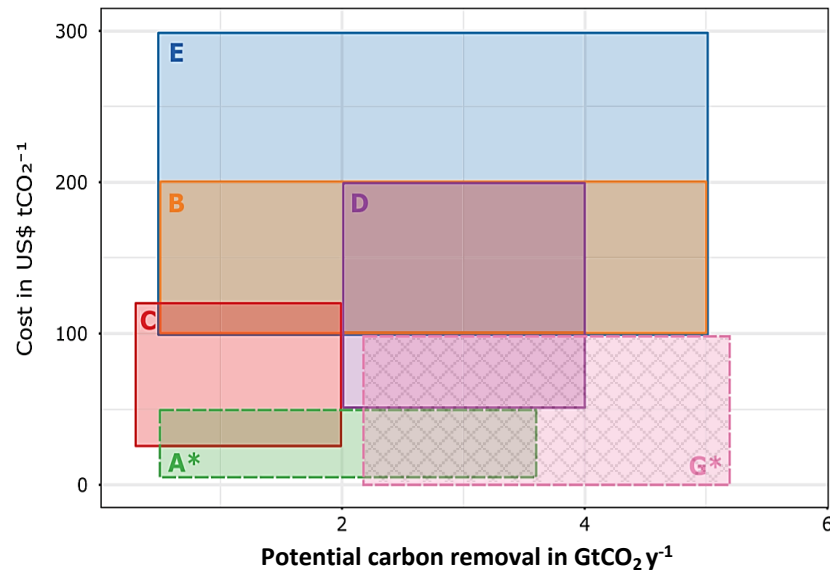 300
E
200
B
D
100
C
A*
G*
0
2
4
6
Cost in US$ tCO₂⁻¹
Potential carbon removal in GtCO₂ y⁻¹